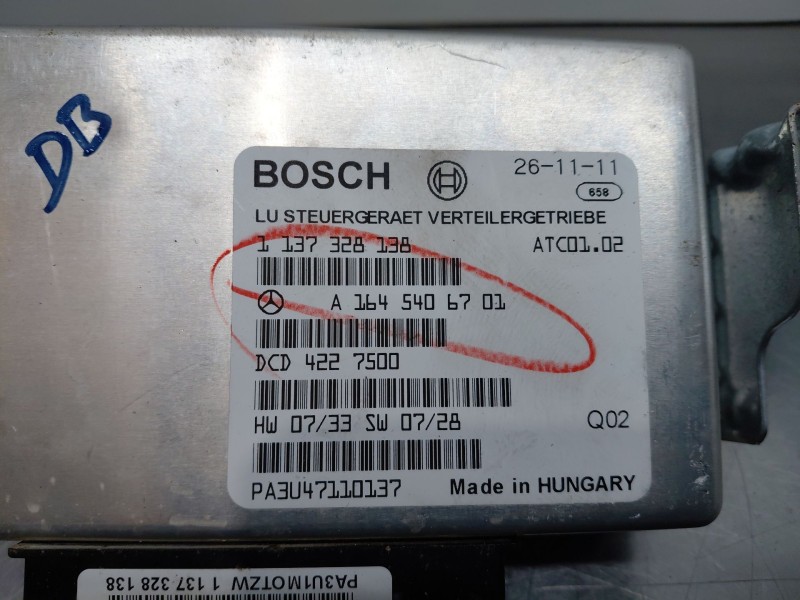 DB
BOSCH 26-11-11
658
LU STEUERGERAET VERTEILERGETRIEBE
1 137 328 138 ATC01.02
A 164 540 67 01
DCD 422 7500
HW 07/33 SW 07/28 Q02
PA3U47110137 Made in HUNGARY
PA3U1MOTZW 1 137 328 138